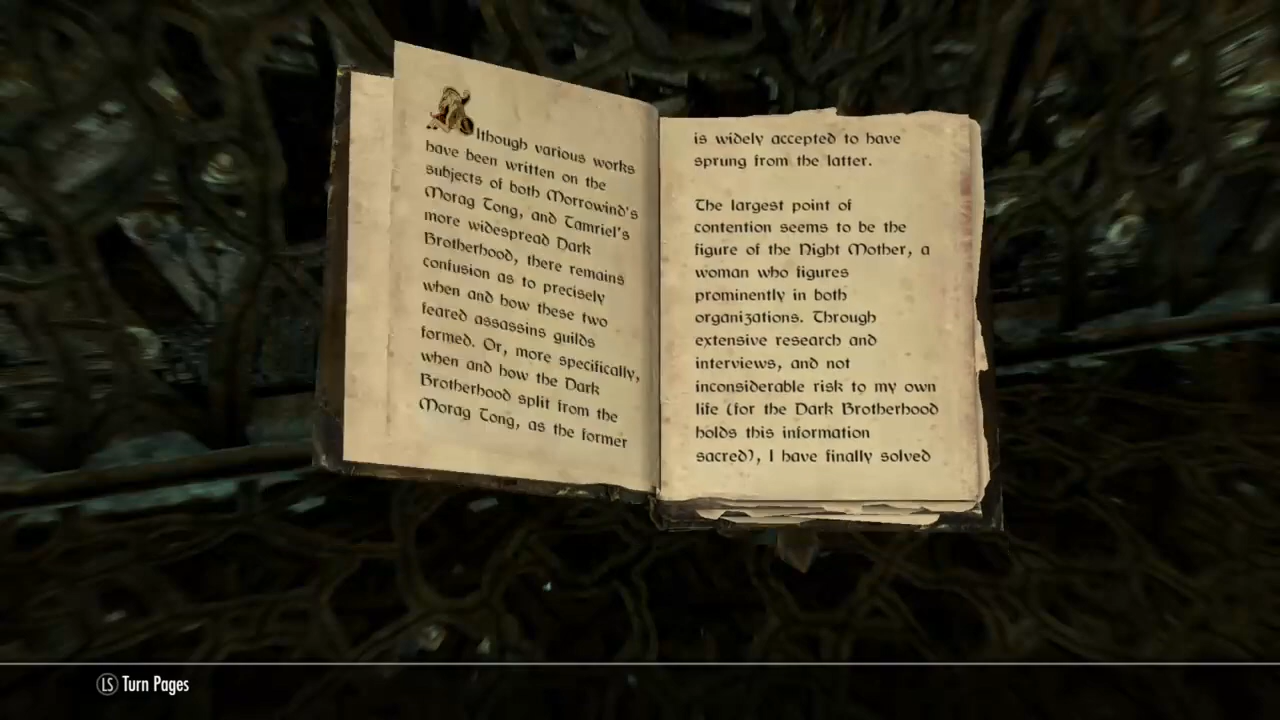 Although various works
have been written on the
subjects of both Morrowind's
Morag Tong, and Tamriel's
more widespread Dark
Brotherhood, there remains
confusion as to precisely
when and how these two
feared assassins guilds
formed. Or, more specifically,
when and how the Dark
Brotherhood split from the
Morag Tong, as the former
is widely accepted to have
sprung from the latter.
The largest point of
contention seems to be the
figure of the Night Mother, a
woman who figures
prominently in both
organizations. Through
extensive research and
interviews, and not
inconsiderable risk to my own
life (for the Dark Brotherhood
holds this information
sacred), I have finally solved
LS Turn Pages